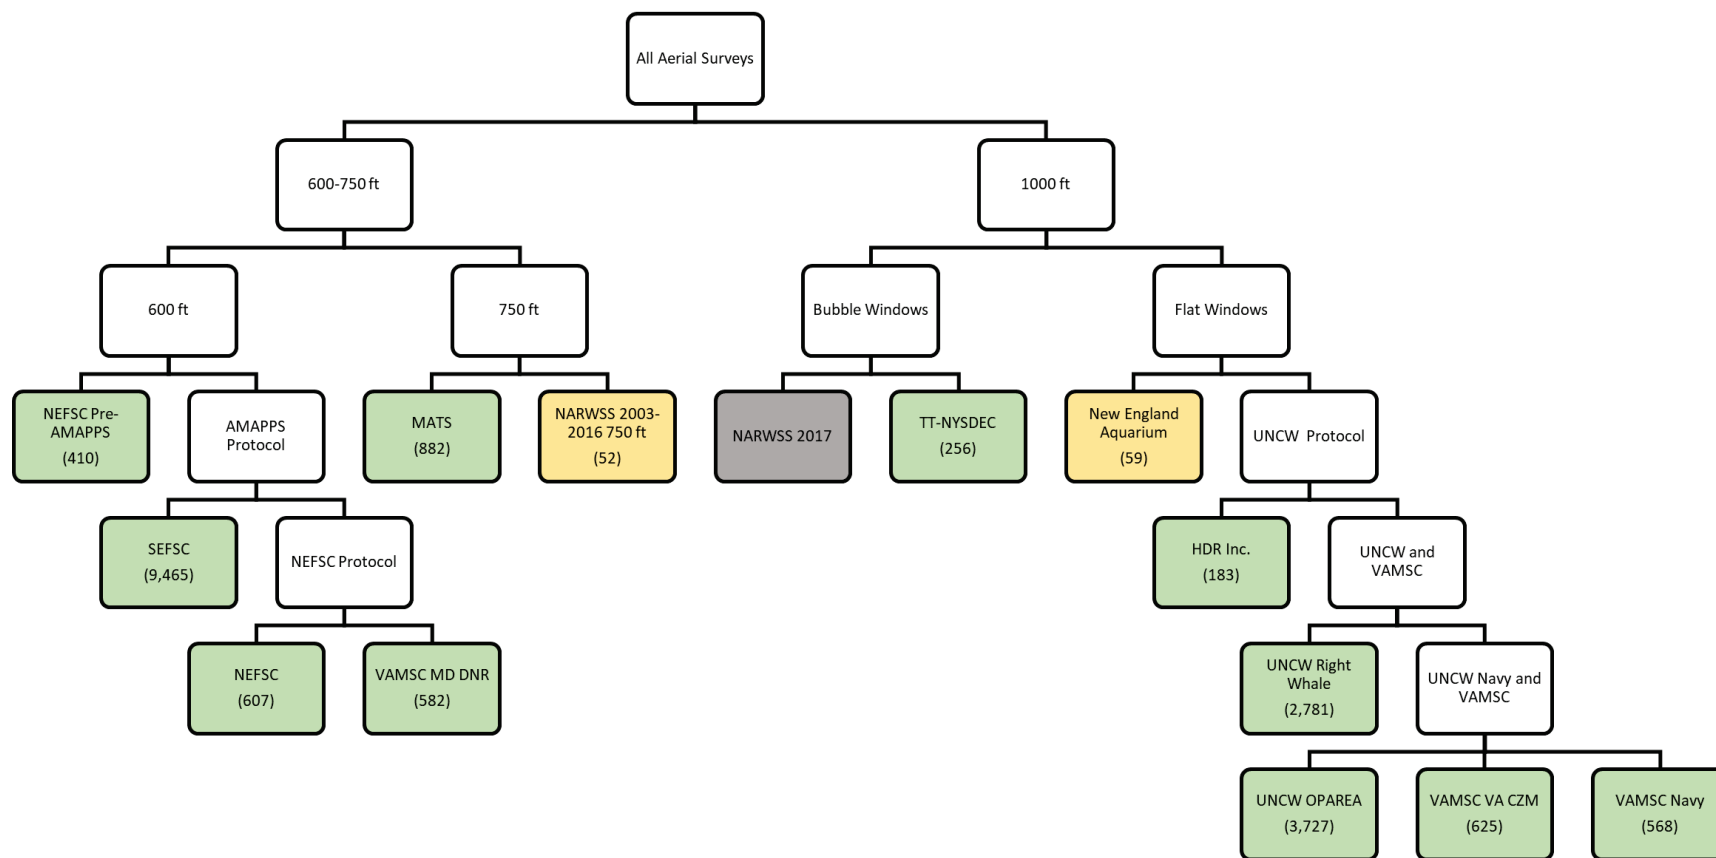 All Aerial Surveys
600-750 ft
1000 ft
600 ft
750 ft
Bubble Windows
Flat Windows
NEFSC Pre-
AMAPPS
(410)
AMAPPS
Protocol
MATS
(882)
NARWSS 2003-
2016 750 ft
(52)
NARWSS 2017
TT-NYSDEC
(256)
New England
Aquarium
(59)
UNCW Protocol
SEFSC
(9,465)
NEFSC Protocol
HDR Inc.
(183)
UNCW and
VAMSC
NEFSC
(607)
VAMSC MD DNR
(582)
UNCW Right
Whale
(2,781)
UNCW Navy and
VAMSC
UNCW OPAREA
(3,727)
VAMSC VA CZM
(625)
VAMSC Navy
(568)